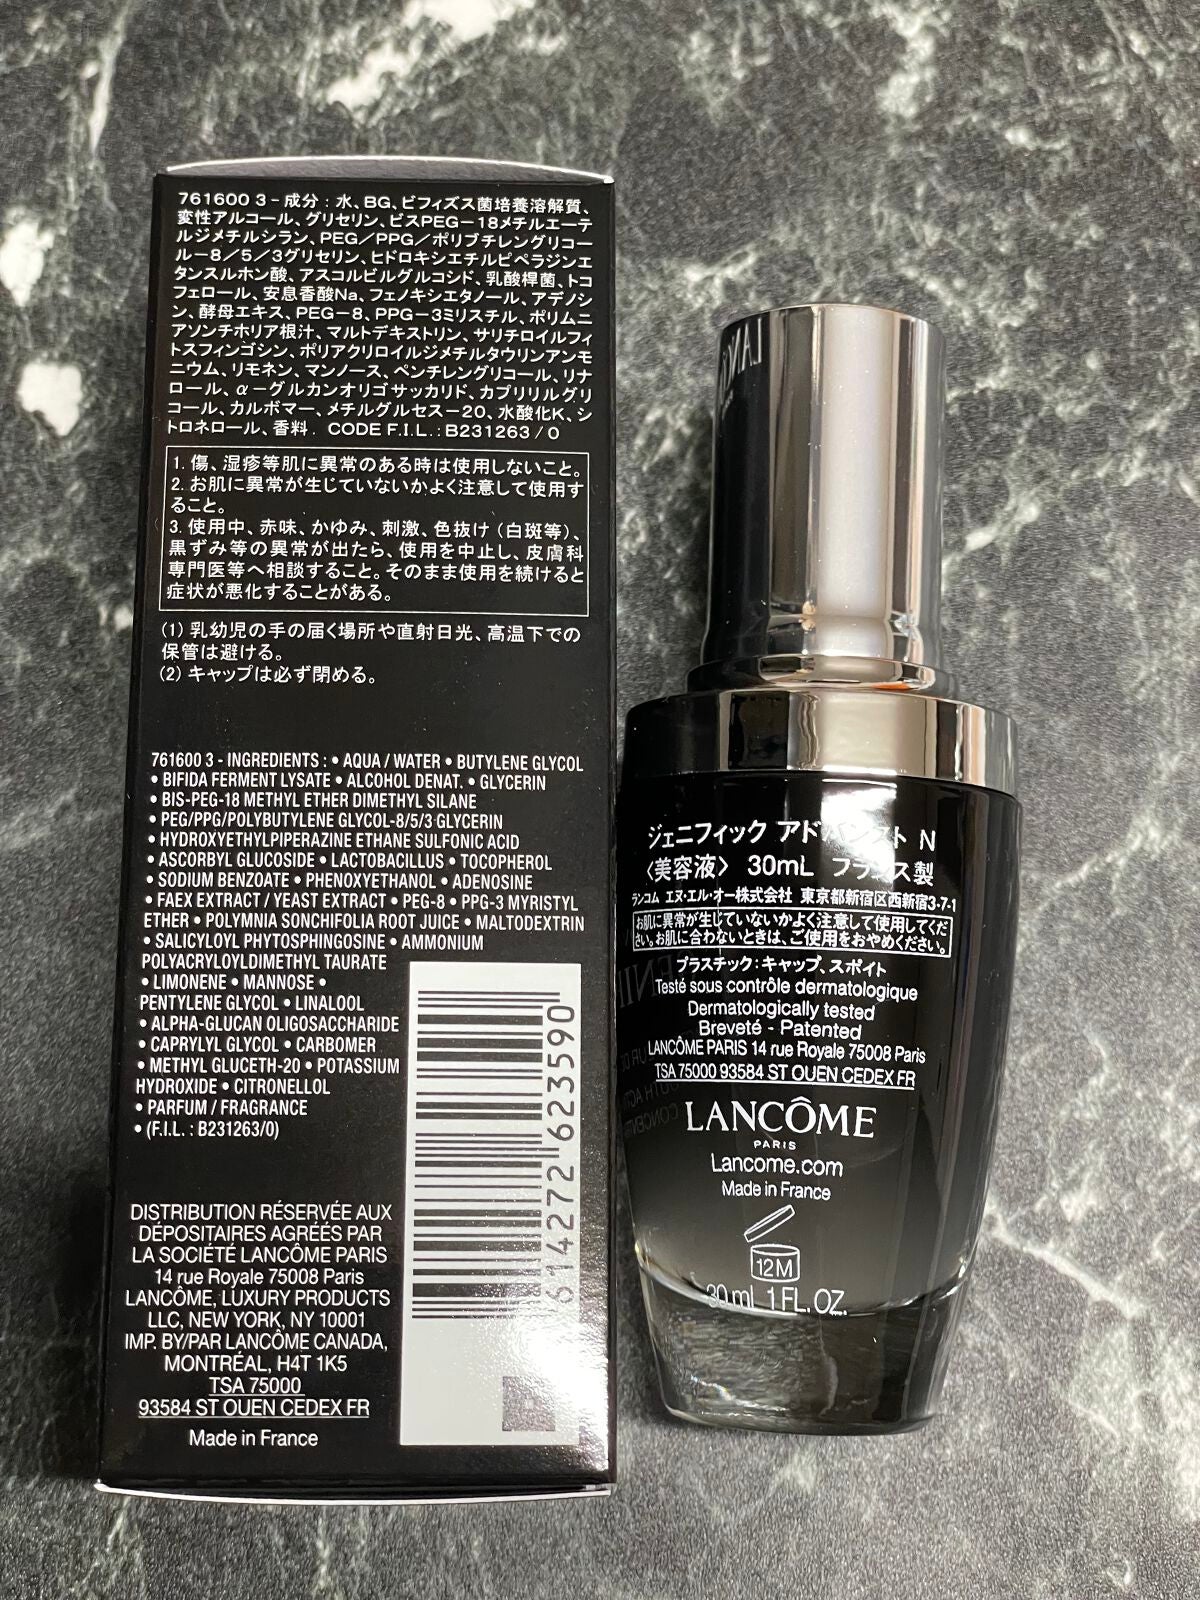 761600 3 - 成分 : 水、BG、ビフィズス菌培養溶解質、
変性アルコール、グリセリン、ビスPEG-18メチルエーテ
ルジメチルシラン、PEG/PPG/ポリブチレングリコー
ル-8/5/3グリセリン、ヒドロキシエチルピペラジンエ
タンスルホン酸、アスコルビルグルコシド、乳酸桿菌、トコ
フェロール、安息香酸Na、フェノキシエタノール、アデノシ
ン、酵母エキス、PEG-8、PPG-3ミリスチル、ポリムニ
アソンチホリア根汁、マルトデキストリン、サリチロイルフィ
トスフィンゴシン、ポリアクリロイルジメチルタウリンアンモ
ニウム、リモネン、マンノース、ペンチレングリコール、リナ
ロール、α-グルカンオリゴサッカリド、カプリリルグリ
コール、カルボマー、メチルグルセス-20、水酸化K、シ
トロネロール、香料. CODE F.I.L.:B231263/0
1. 傷、湿疹等肌に異常のある時は使用しないこと。
2. お肌に異常が生じていないかよく注意して使用す
ること。
3. 使用中、赤味、かゆみ、刺激、色抜け (白斑等)、
黒ずみ等の異常が出たら、使用を中止し、皮膚科
専門医等へ相談すること。そのまま使用を続けると
症状が悪化することがある。
(1) 乳幼児の手の届く場所や直射日光、高温下での
保管は避ける。
(2) キャップは必ず閉める。
761600 3 - INGREDIENTS : • AQUA / WATER • BUTYLENE GLYCOL
• BIFIDA FERMENT LYSATE • ALCOHOL DENAT. • GLYCERIN
• BIS-PEG-18 METHYL ETHER DIMETHYL SILANE
• PEG/PPG/POLYBUTYLENE GLYCOL-8/5/3 GLYCERIN
• HYDROXYETHYLPIPERAZINE ETHANE SULFONIC ACID
• ASCORBYL GLUCOSIDE • LACTOBACILLUS • TOCOPHEROL
• SODIUM BENZOATE • PHENOXYETHANOL • ADENOSINE
• FAEX EXTRACT / YEAST EXTRACT • PEG-8 • PPG-3 MYRISTYL
ETHER • POLYMNIA SONCHIFOLIA ROOT JUICE • MALTODEXTRIN
• SALICYLOYL PHYTOSPHINGOSINE • AMMONIUM
POLYACRYLOYLDIMETHYL TAURATE
• LIMONENE • MANNOSE •
PENTYLENE GLYCOL • LINALOOL
• ALPHA-GLUCAN OLIGOSACCHARIDE
• CAPRYLYL GLYCOL • CARBOMER
• METHYL GLUCETH-20 • POTASSIUM
HYDROXIDE • CITRONELLOL
• PARFUM / FRAGRANCE
• (F.I.L. : B231263/0)
DISTRIBUTION RÉSERVÉE AUX
DÉPOSITAIRES AGRÉÉS PAR
LA SOCIÉTÉ LANCÔME PARIS
14 rue Royale 75008 Paris
LANCÔME, LUXURY PRODUCTS
LLC, NEW YORK, NY 10001
IMP. BY/PAR LANCÔME CANADA,
MONTRÉAL, H4T 1K5
TSA 75000
93584 ST OUEN CEDEX FR
Made in France
6 14272 62359 0
ジェニフィック アドバンスト N
〈美容液〉 30mL フランス製
ランコム エヌ・エル・オー株式会社 東京都新宿区西新宿3-7-1
お肌に異常が生じていないかよく注意して使用してくだ
さい。お肌に合わないときは、ご使用をおやめください。
プラスチック:キャップ、スポイト
Testé sous contrôle dermatologique
Dermatologically tested
Breveté - Patented
LANCÔME PARIS 14 rue Royale 75008 Paris
TSA 75000 93584 ST OUEN CEDEX FR
LANCÔME
PARIS
Lancome.com
Made in France
12M
30 ml 1 FL. OZ.